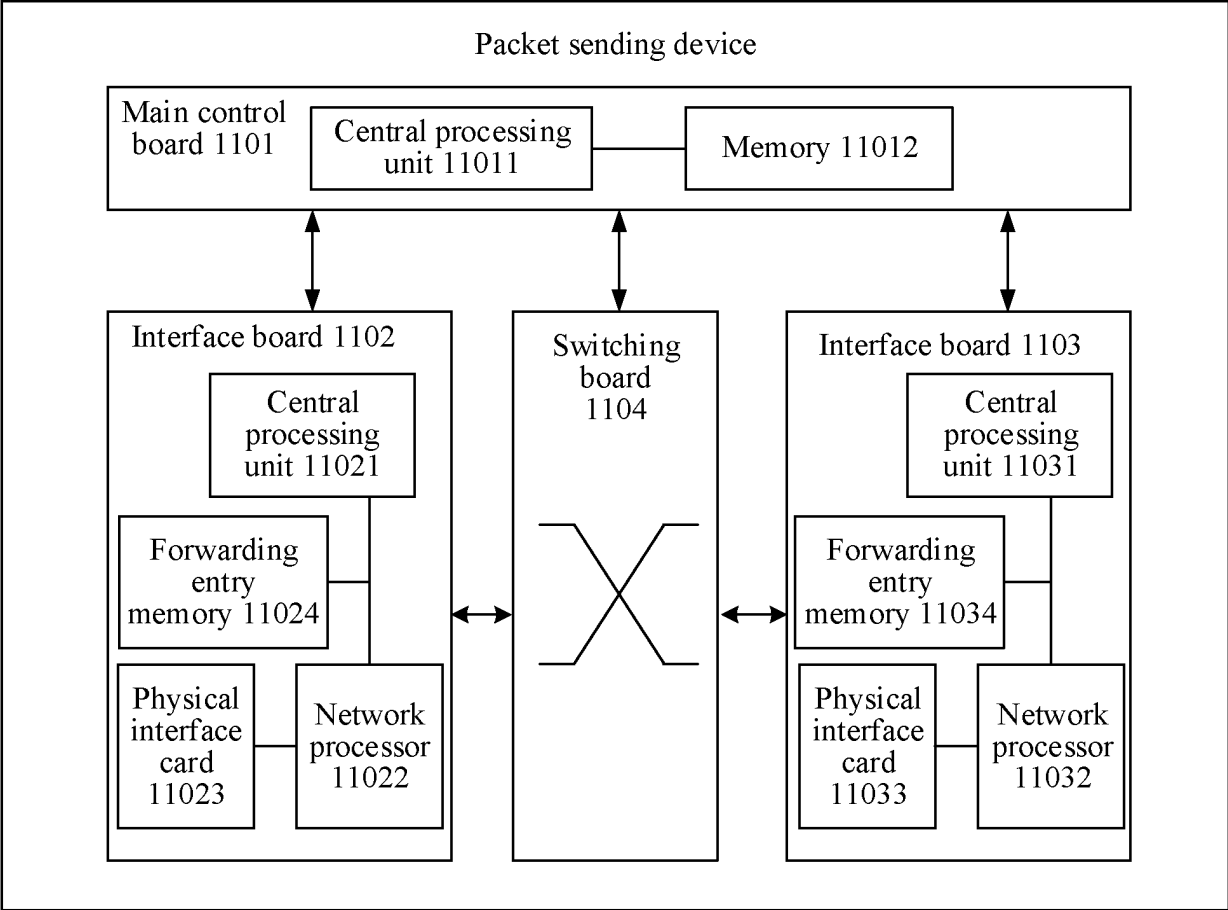 Packet sending device
Main control
board 1101
Central processing
unit 11011
Memory 11012
Interface board 1102
Central
processing
unit 11021
Forwarding
entry
memory 11024
Physical
interface
card
11023
Network
processor
11022
Switching
board
1104
Interface board 1103
Central
processing
unit 11031
Forwarding
entry
memory 11034
Physical
interface
card
11033
Network
processor
11032